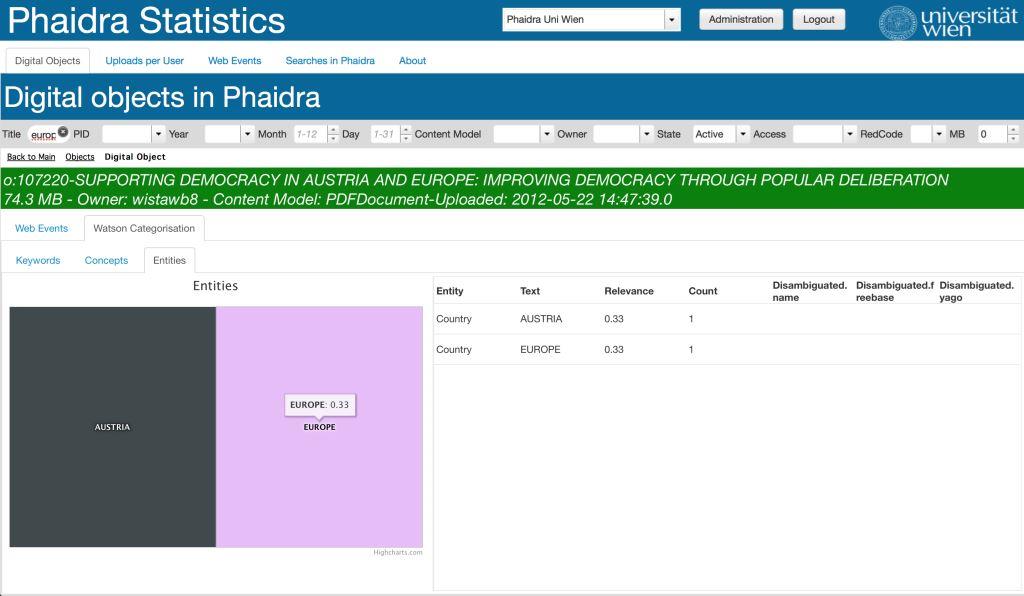 Phaidra Statistics
Phaidra Uni Wien
Administration
Logout
universität
wien
Digital Objects
Uploads per User
Web Events
Searches in Phaidra
About
Digital objects in Phaidra
Title europ PID Year Month 1-12 Day 1-31 Content Model Owner State Active Access RedCode MB 0
Back to Main Objects Digital Object
o:107220-SUPPORTING DEMOCRACY IN AUSTRIA AND EUROPE: IMPROVING DEMOCRACY THROUGH POPULAR DELIBERATION
74.3 MB - Owner: wistawb8 - Content Model: PDFDocument-Uploaded: 2012-05-22 14:47:39.0
Web Events
Watson Categorisation
Keywords
Concepts
Entities
Entities
AUSTRIA
EUROPE: 0.33
EUROPE
Highcharts.com
Entity Text Relevance Count Disambiguated. Disambiguated.f Disambiguated.
name reebase yago
Country AUSTRIA 0.33 1
Country EUROPE 0.33 1